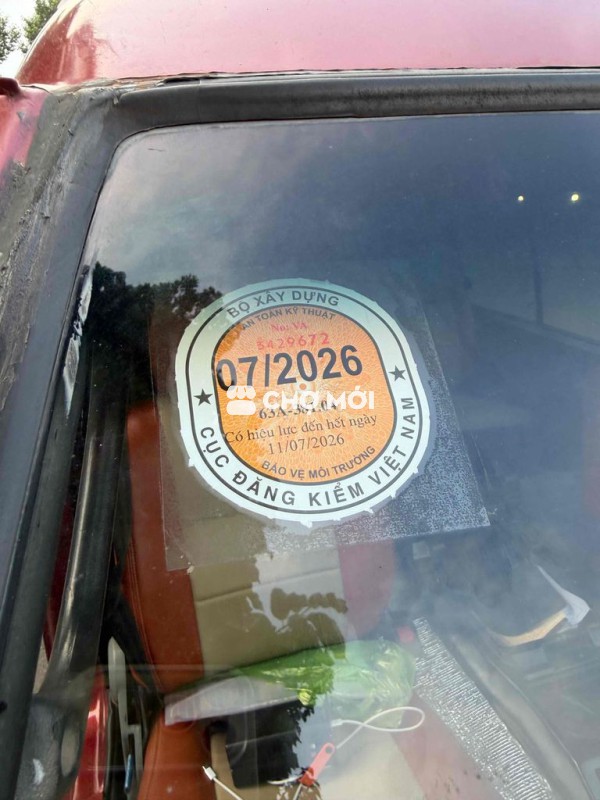 BỘ XÂY DỰNG
AN TOÀN KỸ THUẬT
No: VA
5429672
07/2026
CHỢ MỚI
Có hiệu lực đến hết ngày
11/07/2026
BẢO VỆ MÔI TRƯỜNG
CỤC ĐĂNG KIỂM VIỆT NAM